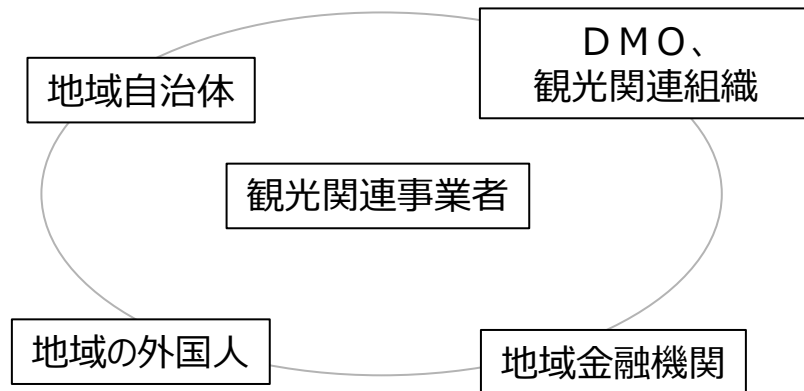 ＤＭＯ、
観光関連組織
地域自治体
観光関連事業者
地域の外国人
地域金融機関